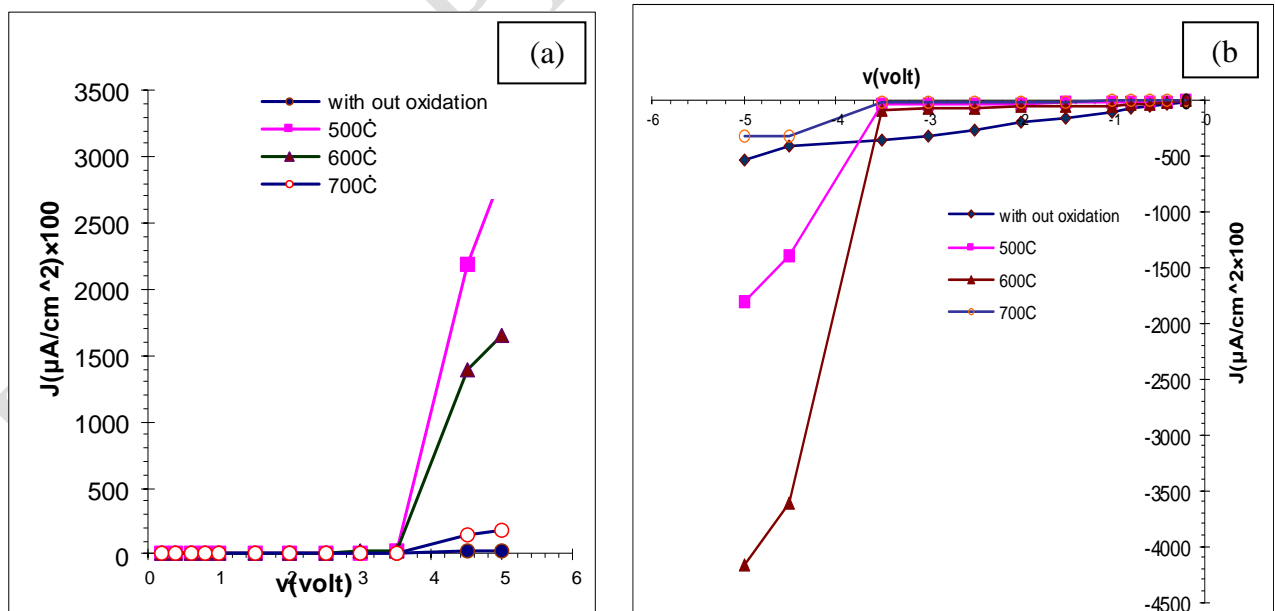 (a)
3500
3000
2500
2000
1500
1000
500
0
J(µA/cm^2)×100
with out oxidation
500Ċ
600Ċ
700Ċ
0 1 2 3 4 5 6
v(volt)
(b
v(volt)
-6 -5 -4 -3 -2 -1 0
-500
-1000
-1500
-2000
-2500
-3000
-3500
-4000
-4500
J(µA/cm^2×100
with out oxidation
500C
600C
700C